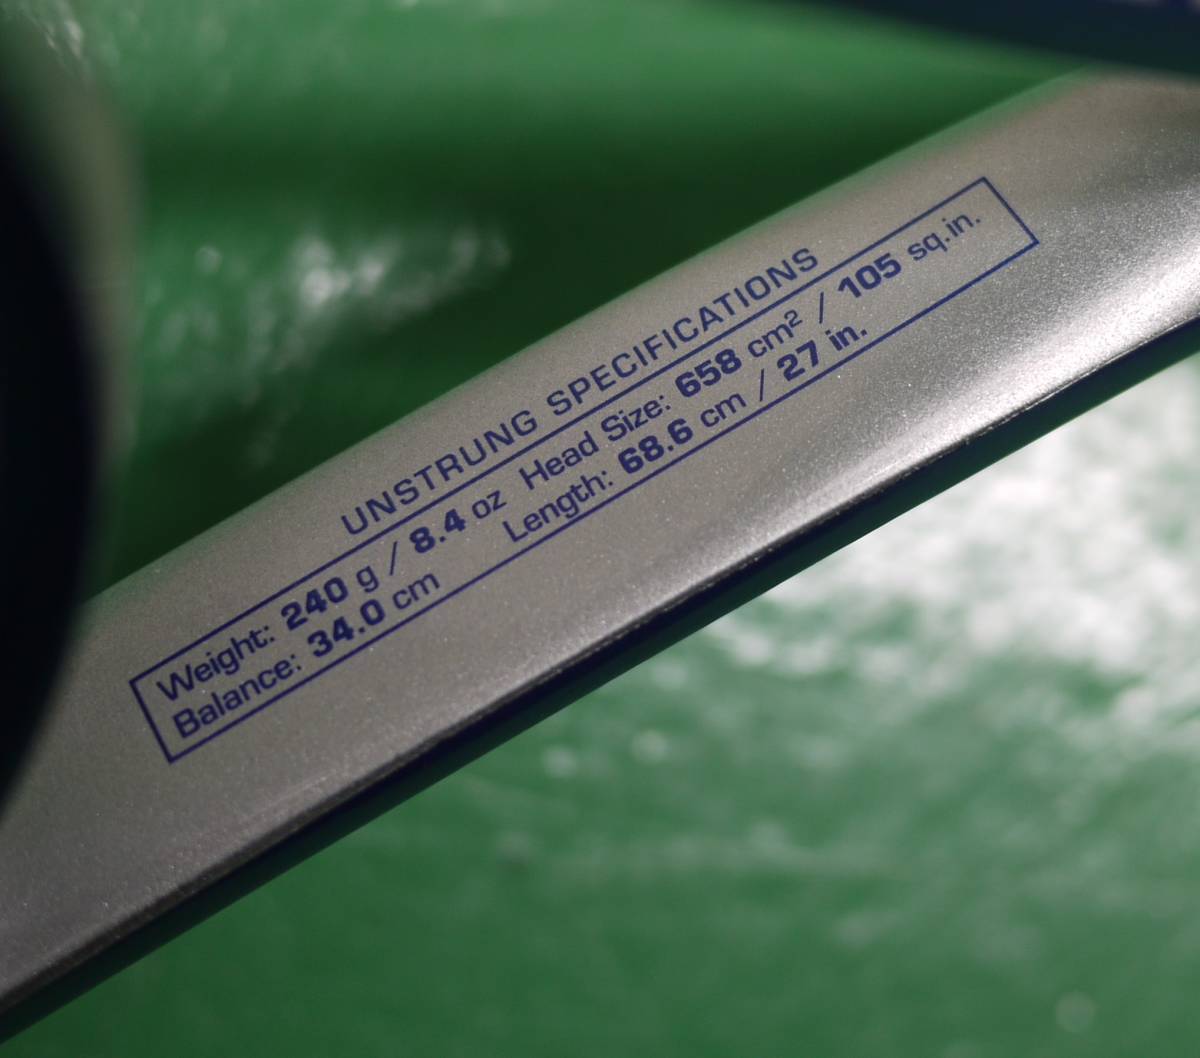 UNSTRUNG SPECIFICATIONS
Weight: 240 g / 8.4 oz Head Size: 658 cm² / 105 sq.in.
Balance: 34.0 cm Length: 68.6 cm / 27 in.